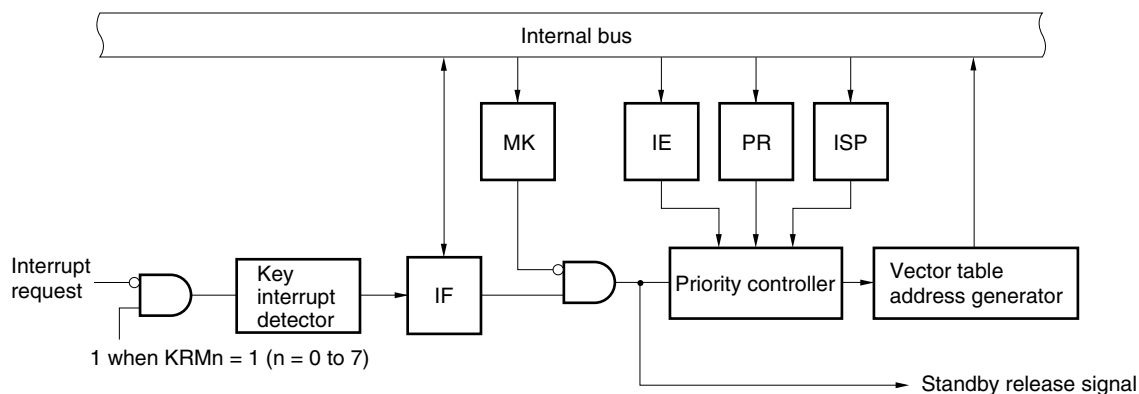 Internal bus
MK
IE
PR
ISP
Interrupt
request
Key
interrupt
detector
IF
Priority controller
Vector table
address generator
1 when KRMn = 1 (n = 0 to 7)
Standby release signal